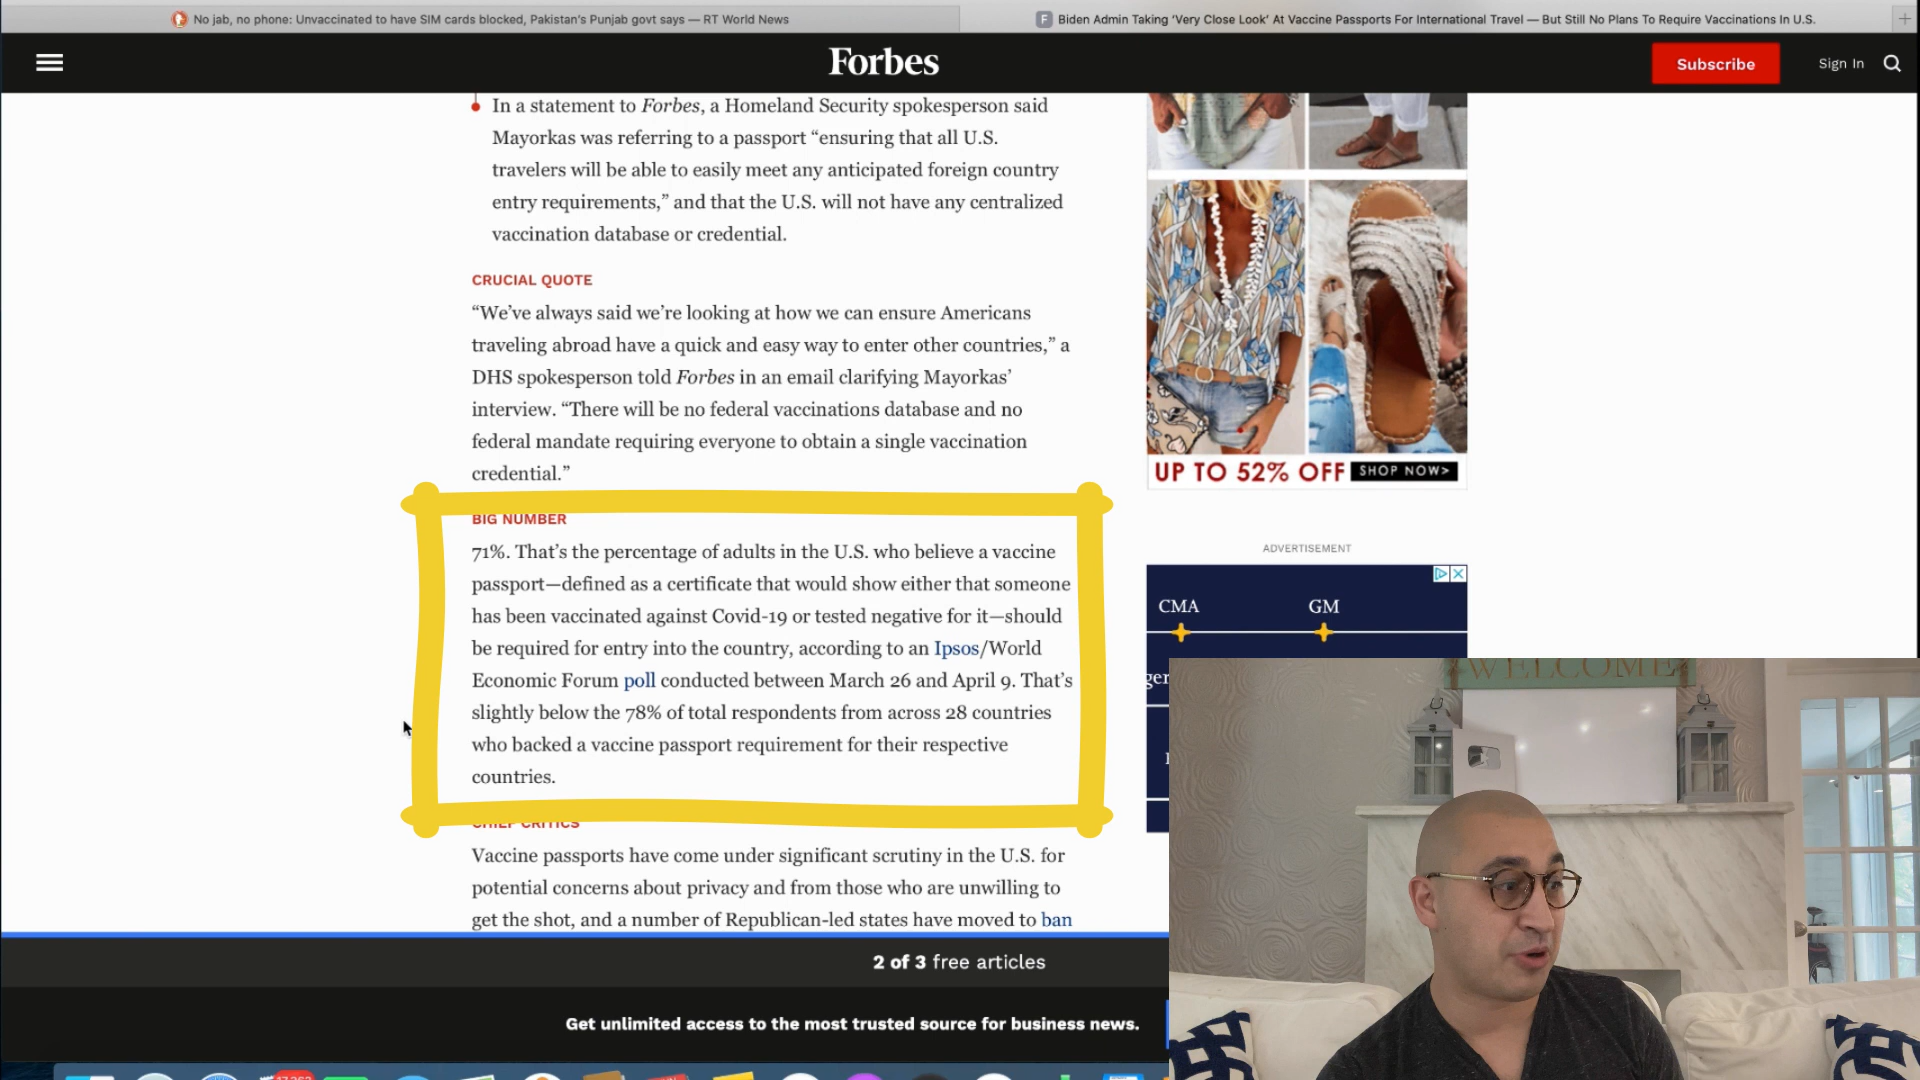 No jab, no phone: Unvaccinated to have SIM cards blocked, Pakistan's Punjab govt says — RT World News
F Biden Admin Taking 'Very Close Look' At Vaccine Passports For International Travel — But Still No Plans To Require Vaccinations In U.S.
Forbes
Subscribe
Sign In
In a statement to Forbes, a Homeland Security spokesperson said
Mayorkas was referring to a passport “ensuring that all U.S.
travelers will be able to easily meet any anticipated foreign country
entry requirements,” and that the U.S. will not have any centralized
vaccination database or credential.
CRUCIAL QUOTE
“We’ve always said we’re looking at how we can ensure Americans
traveling abroad have a quick and easy way to enter other countries,” a
DHS spokesperson told Forbes in an email clarifying Mayorkas’
interview. “There will be no federal vaccinations database and no
federal mandate requiring everyone to obtain a single vaccination
credential.”
BIG NUMBER
71%. That’s the percentage of adults in the U.S. who believe a vaccine
passport—defined as a certificate that would show either that someone
has been vaccinated against Covid-19 or tested negative for it—should
be required for entry into the country, according to an Ipsos/World
Economic Forum poll conducted between March 26 and April 9. That’s
slightly below the 78% of total respondents from across 28 countries
who backed a vaccine passport requirement for their respective
countries.
CHIEF CRITICS
Vaccine passports have come under significant scrutiny in the U.S. for
potential concerns about privacy and from those who are unwilling to
get the shot, and a number of Republican-led states have moved to ban
UP TO 52% OFF SHOP NOW>
ADVERTISEMENT
CMA GM
ger
WELCOME
2 of 3 free articles
Get unlimited access to the most trusted source for business news.